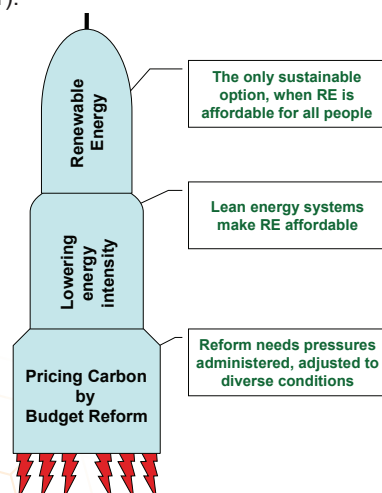 Renewable
Energy
The only sustainable
option, when RE is
affordable for all people
Lowering
energy
intensity
Lean energy systems
make RE affordable
Pricing Carbon
by
Budget Reform
Reform needs pressures
administered, adjusted to
diverse conditions